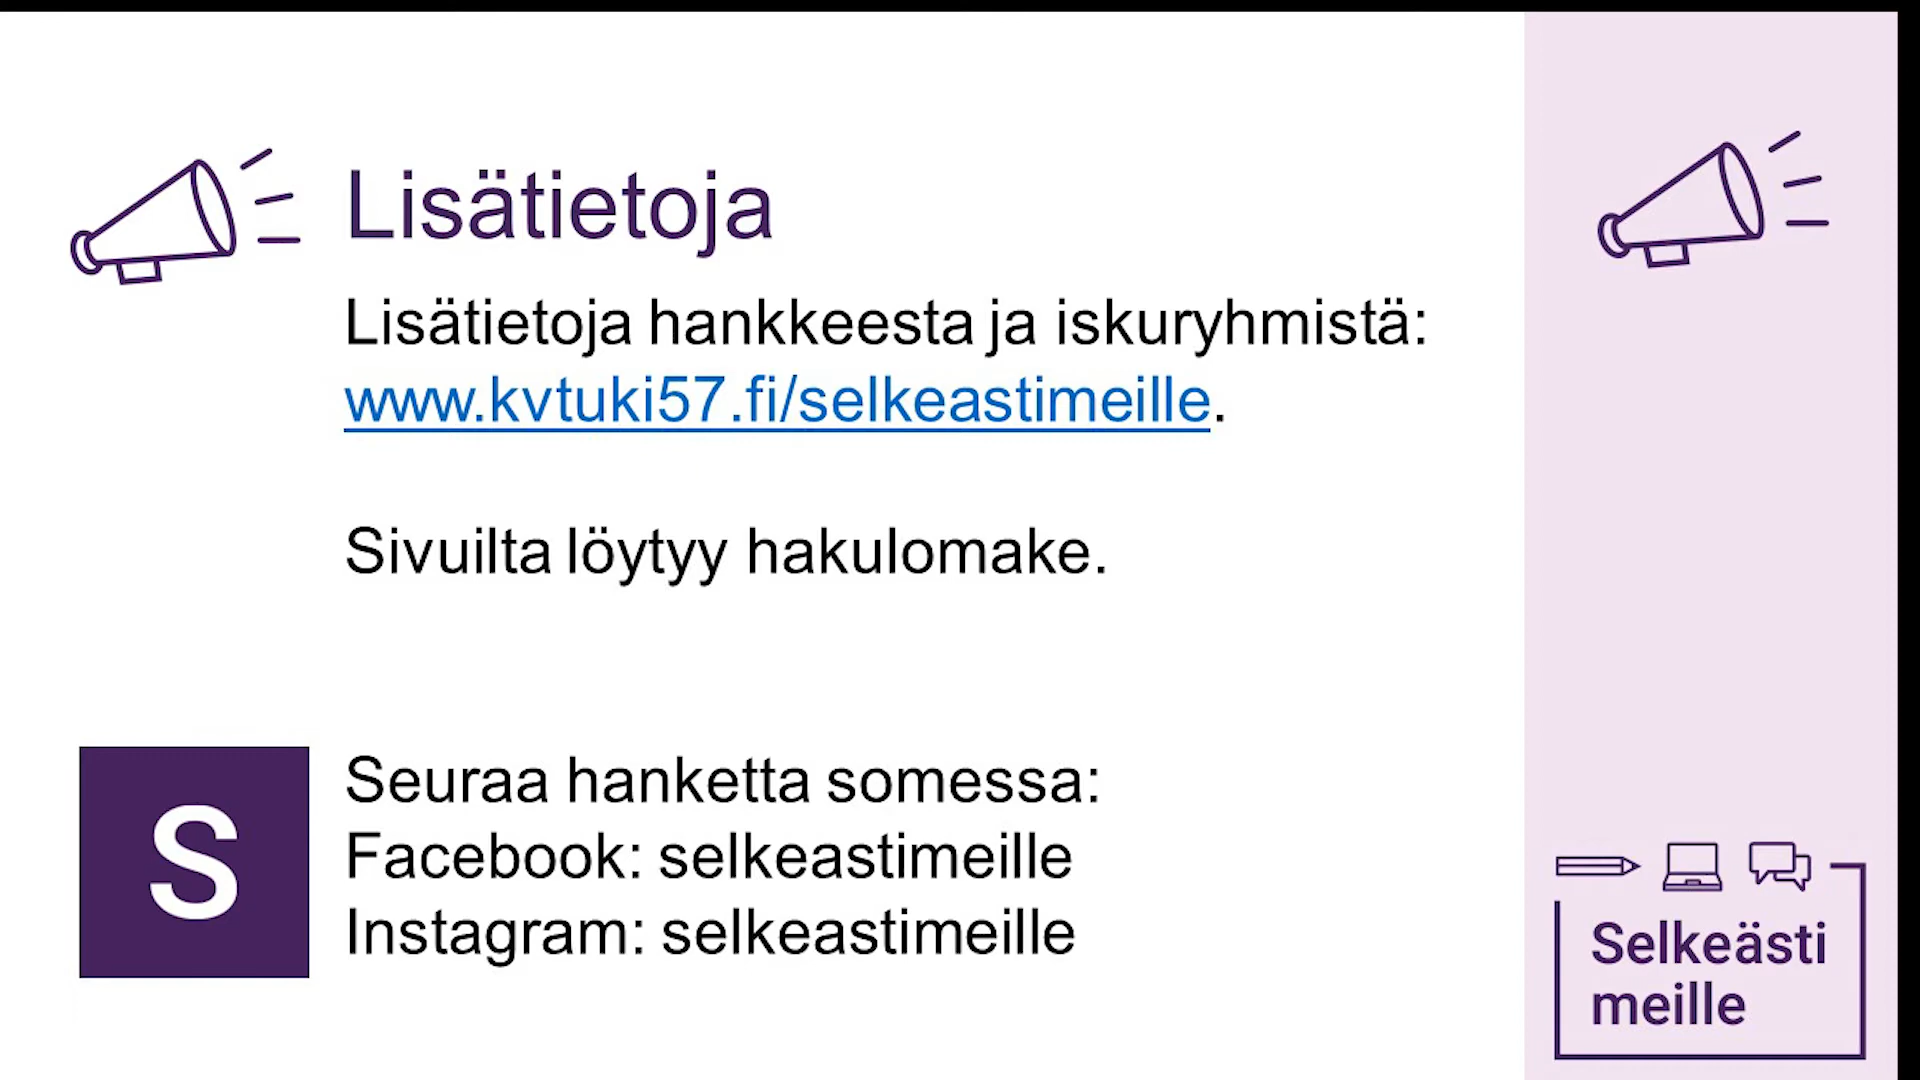 Lisätietoja
Lisätietoja hankkeesta ja iskuryhmistä:
www.kvtuki57.fi/selkeastimeille.
Sivuilta löytyy hakulomake.
S
Seuraa hanketta somessa:
Facebook: selkeastimeille
Instagram: selkeastimeille
Selkeästi
meille